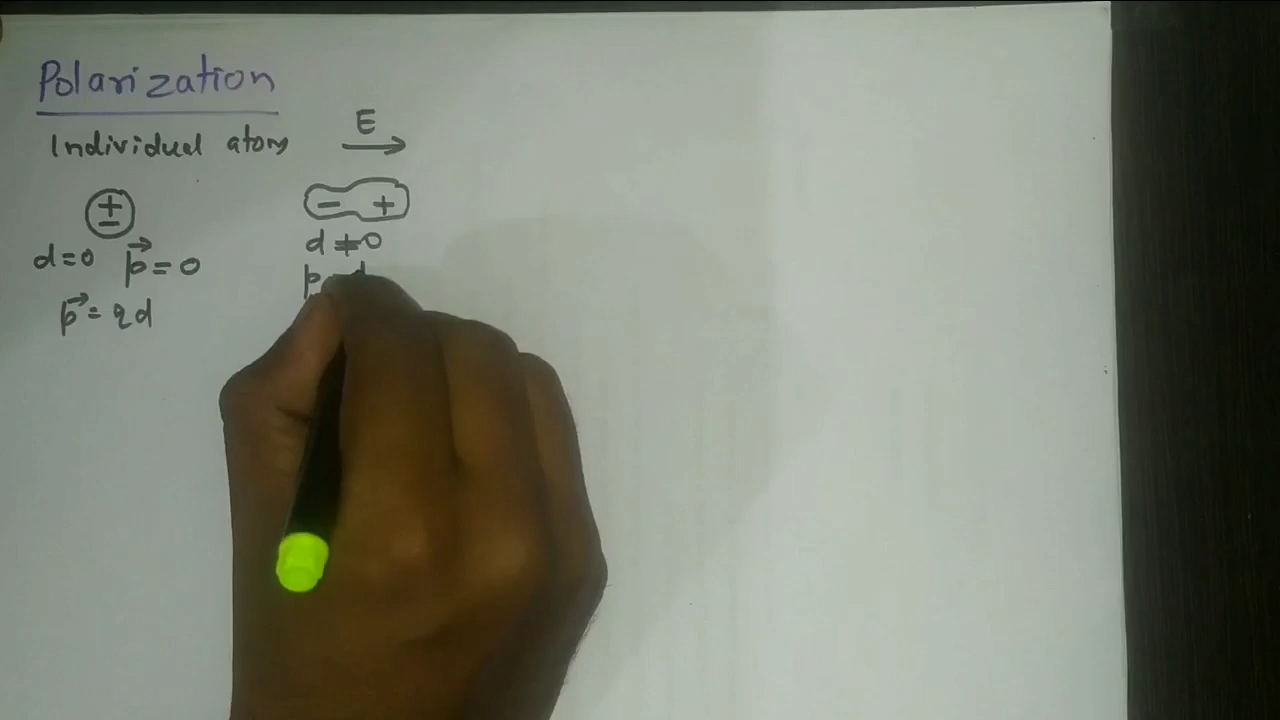 Polarization
Individual atom
E
+
−
− +
d=0 p⃗=0
d≠0
p⃗=qd
p